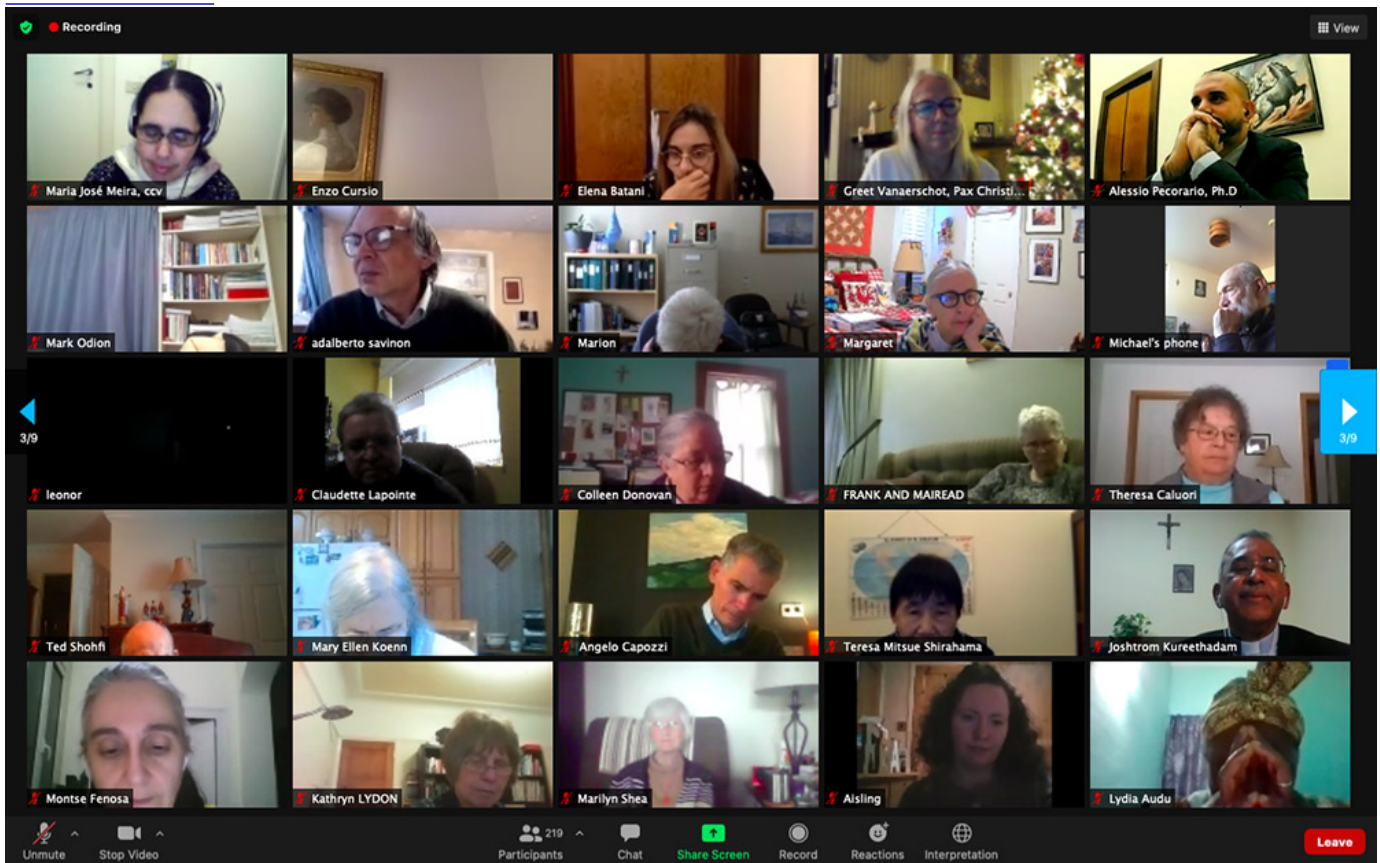 Recording
View
Maria José Meira, ccv
Enzo Cursio
Elena Batani
Greet Vanaerschot, Pax Christi...
Alessio Pecorario, Ph.D
Mark Odion
adalberto savinon
Marion
Margaret
Michael's phone
3/9
3/9
leonor
Claudette Lapointe
Colleen Donovan
FRANK AND MAIREAD
Theresa Caluori
Ted Shohfi
Mary Ellen Koenn
Angelo Capozzi
Teresa Mitsue Shirahama
Joshtrom Kureethadam
Montse Fenosa
Kathryn LYDON
Marilyn Shea
Aisling
Lydia Audu
Unmute
Stop Video
219
Participants
Chat
Share Screen
Record
Reactions
Interpretation
Leave